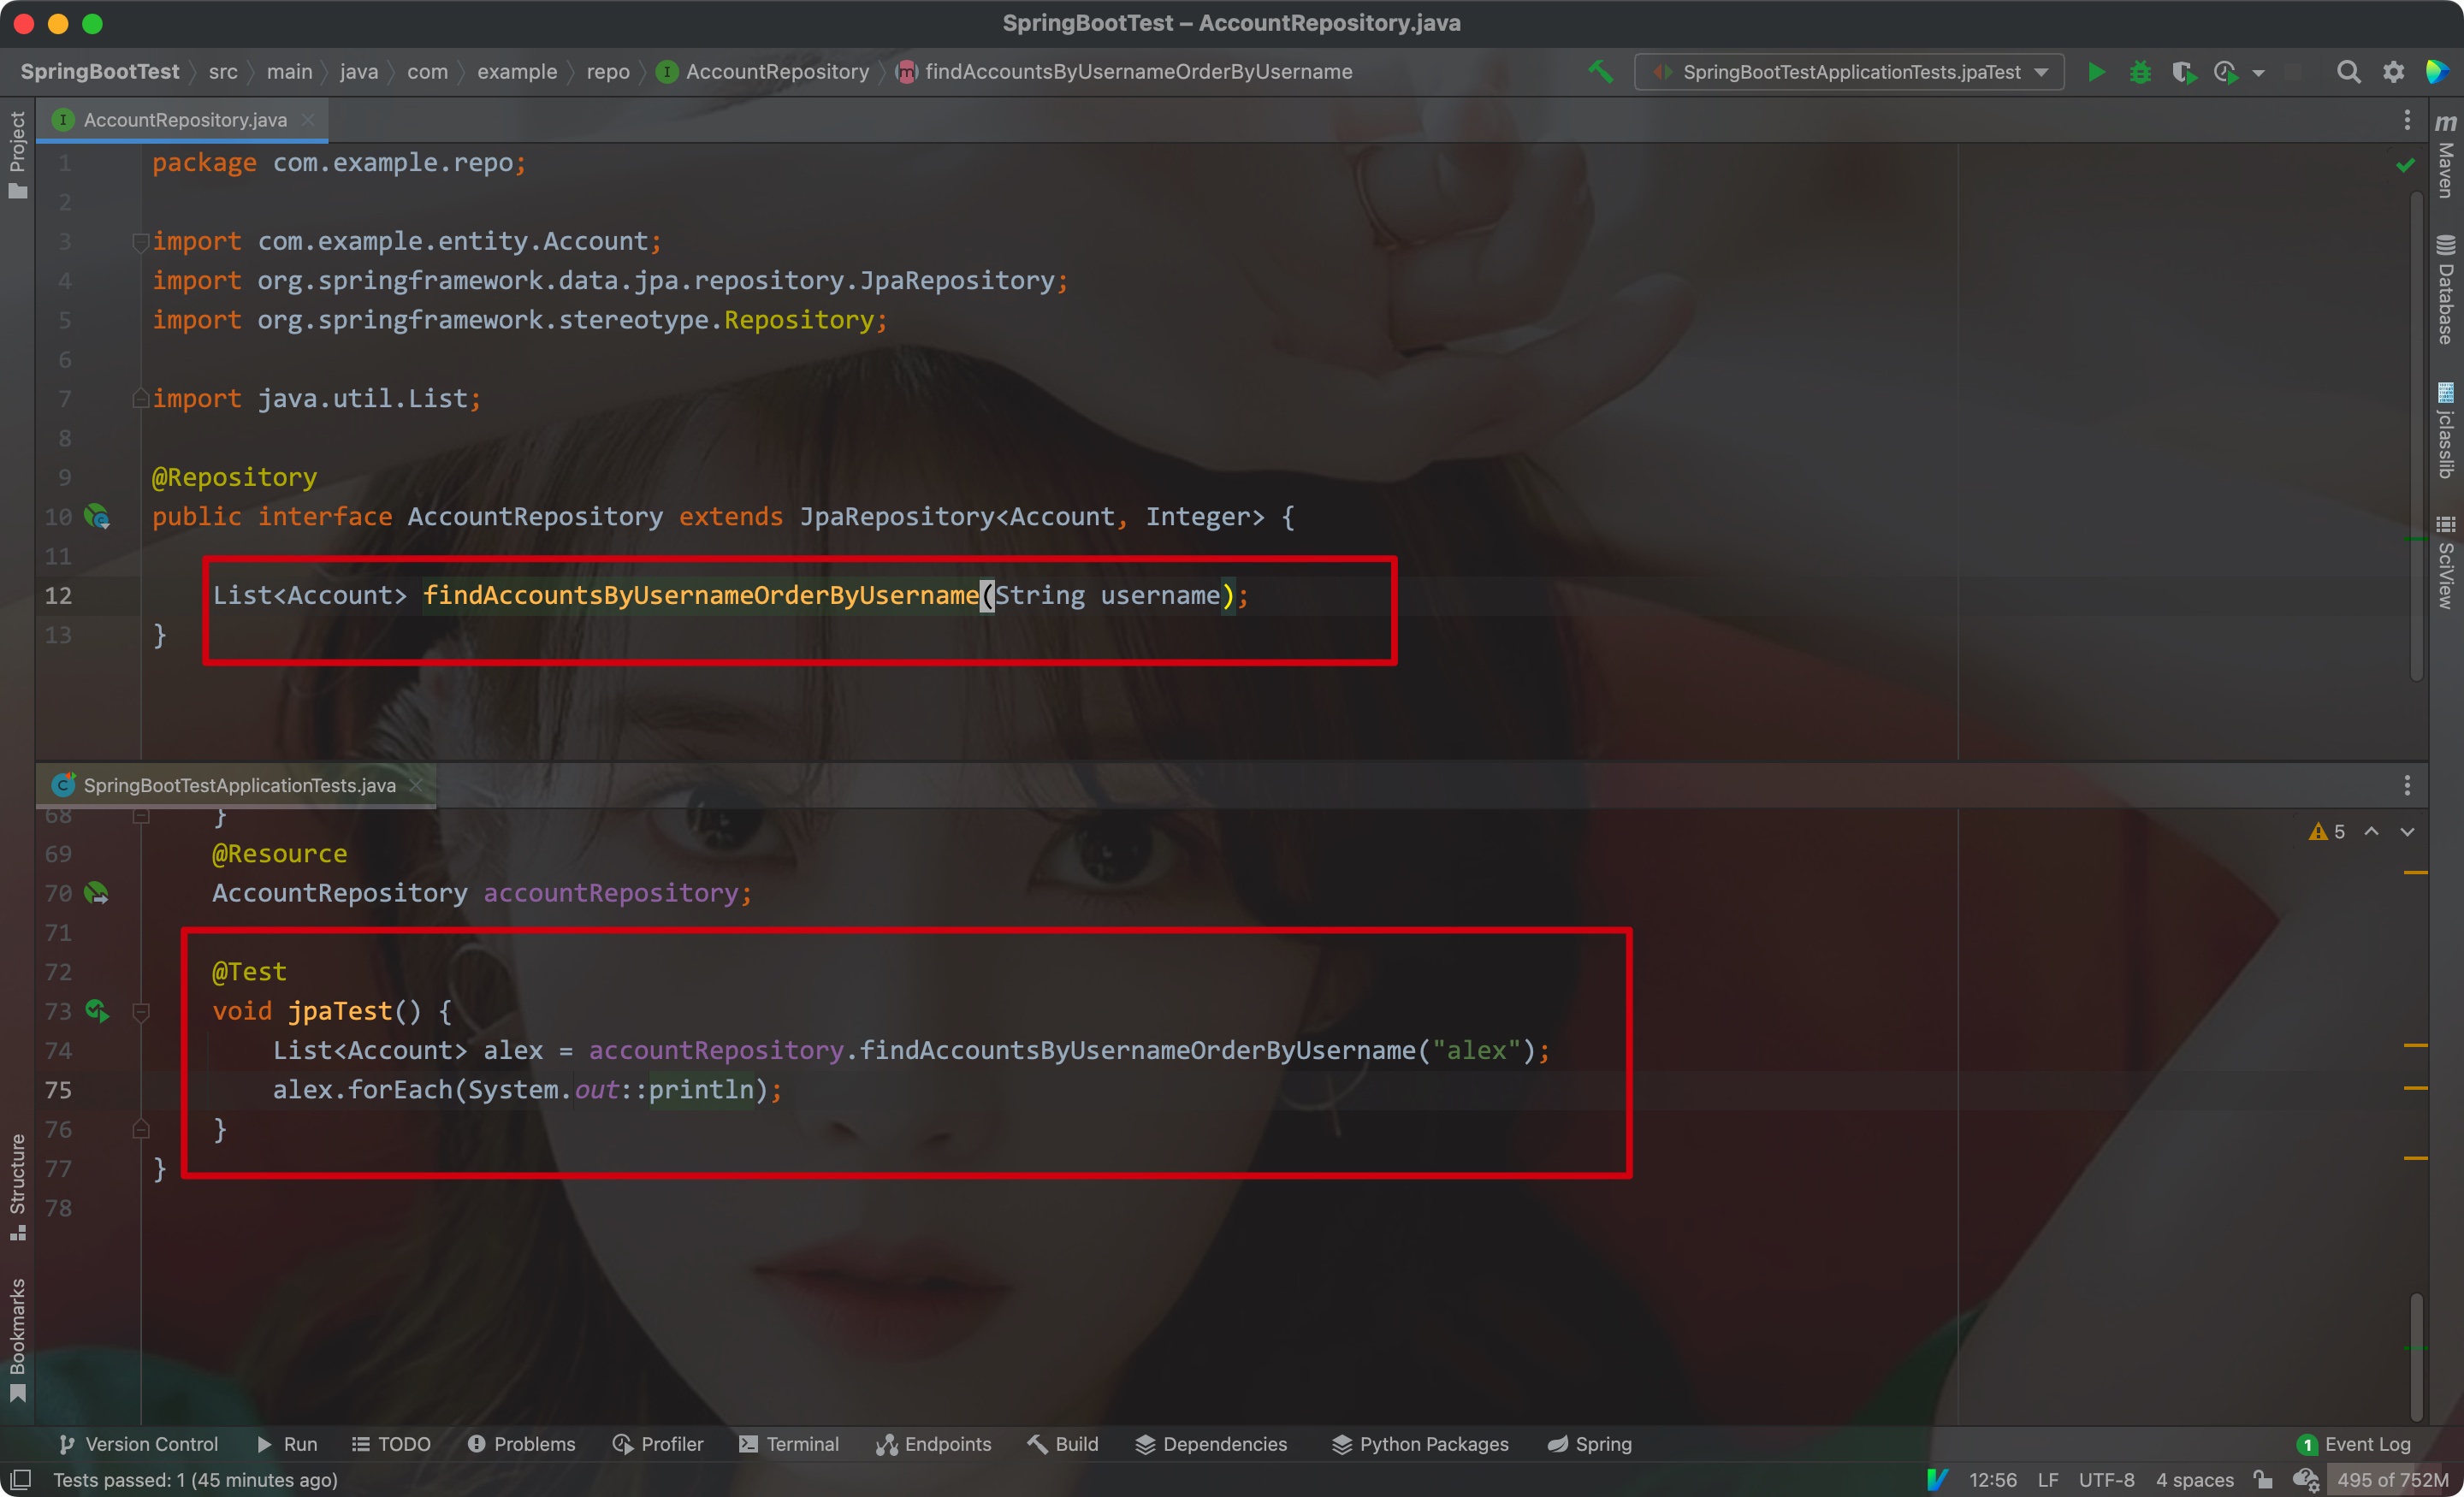 SpringBootTest – AccountRepository.java
SpringBootTest src main java com example repo I AccountRepository m findAccountsByUsernameOrderByUsername SpringBootTestApplicationTests.jpaTest
Project
I AccountRepository.java
1 package com.example.repo;
2
3 import com.example.entity.Account;
4 import org.springframework.data.jpa.repository.JpaRepository;
5 import org.springframework.stereotype.Repository;
6
7 import java.util.List;
8
9 @Repository
10 public interface AccountRepository extends JpaRepository<Account, Integer> {
11
12 List<Account> findAccountsByUsernameOrderByUsername(String username);
13 }
m Maven
Database
jclasslib
SciView
C SpringBootTestApplicationTests.java
5
68 }
69 @Resource
70 AccountRepository accountRepository;
71
72 @Test
73 void jpaTest() {
74 List<Account> alex = accountRepository.findAccountsByUsernameOrderByUsername("alex");
75 alex.forEach(System.out::println);
76 }
77 }
78
Structure
Bookmarks
Version Control Run TODO Problems Profiler Terminal Endpoints Build Dependencies Python Packages Spring 1 Event Log
Tests passed: 1 (45 minutes ago) 12:56 LF UTF-8 4 spaces 495 of 752M